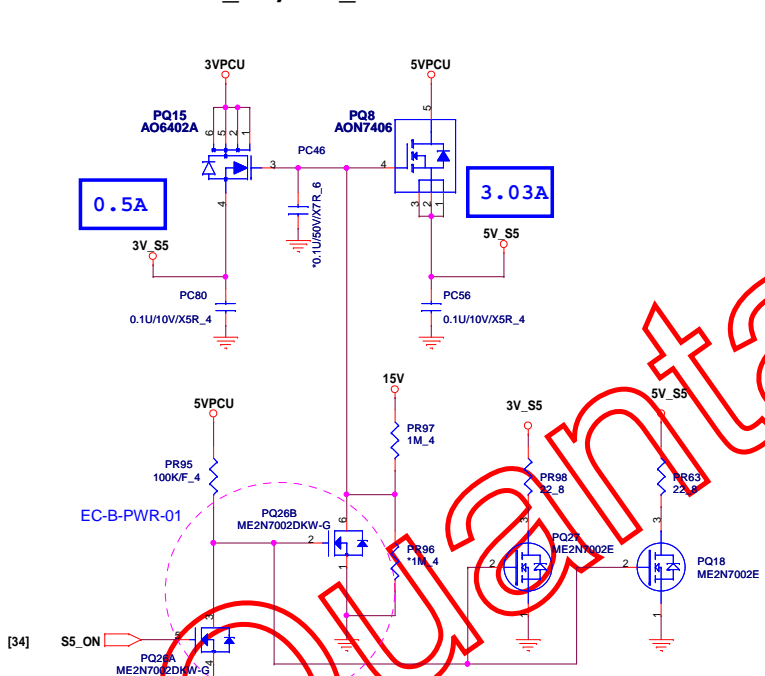 3VPCU
5VPCU
PQ15
AO6402A
PQ8
AON7406
6
5
2
1
5
PC46
3
4
0.5A
3.03A
*0.1U/50V/X7R_6
4
3
2
1
3V_S5
5V_S5
PC80
0.1U/10V/X5R_4
PC56
0.1U/10V/X5R_4
15V
5VPCU
3V_S5
5V_S5
PR97
1M_4
PR95
100K/F_4
PR98
22_8
PR63
22_8
EC-B-PWR-01
PQ26B
ME2N7002DKW-G
6
2
1
PR96
*1M_4
3
PQ27
ME2N7002E
2
1
3
PQ18
ME2N7002E
2
1
[34]
S5_ON
5
3
PQ26A
ME2N7002DKW-G
4
uanta